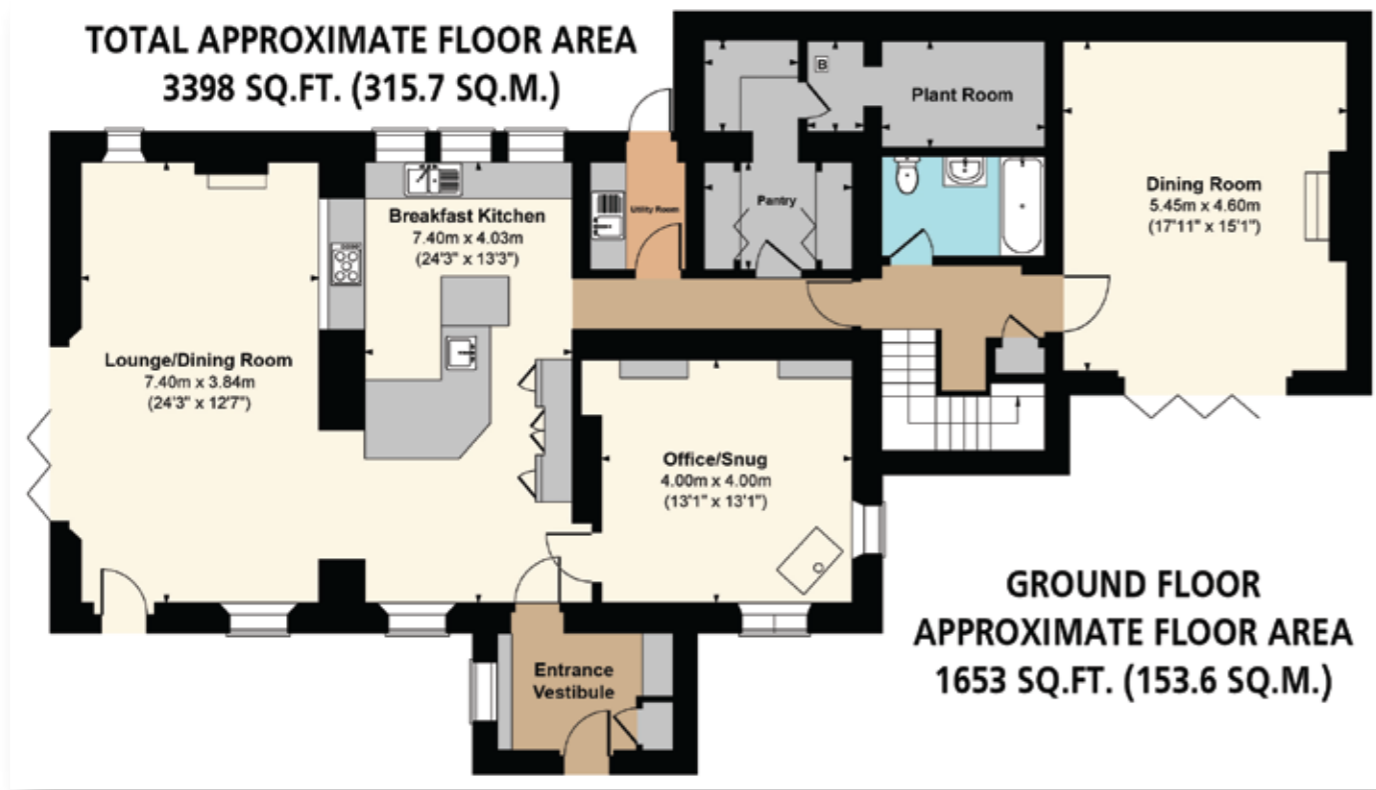 TOTAL APPROXIMATE FLOOR AREA
3398 SQ.FT. (315.7 SQ.M.)
B
Plant Room
Dining Room
5.45m x 4.60m
(17'11" x 15'1")
Breakfast Kitchen
7.40m x 4.03m
(24'3" x 13'3")
Utility Room
Pantry
Lounge/Dining Room
7.40m x 3.84m
(24'3" x 12'7")
Office/Snug
4.00m x 4.00m
(13'1" x 13'1")
Entrance
Vestibule
GROUND FLOOR
APPROXIMATE FLOOR AREA
1653 SQ.FT. (153.6 SQ.M.)